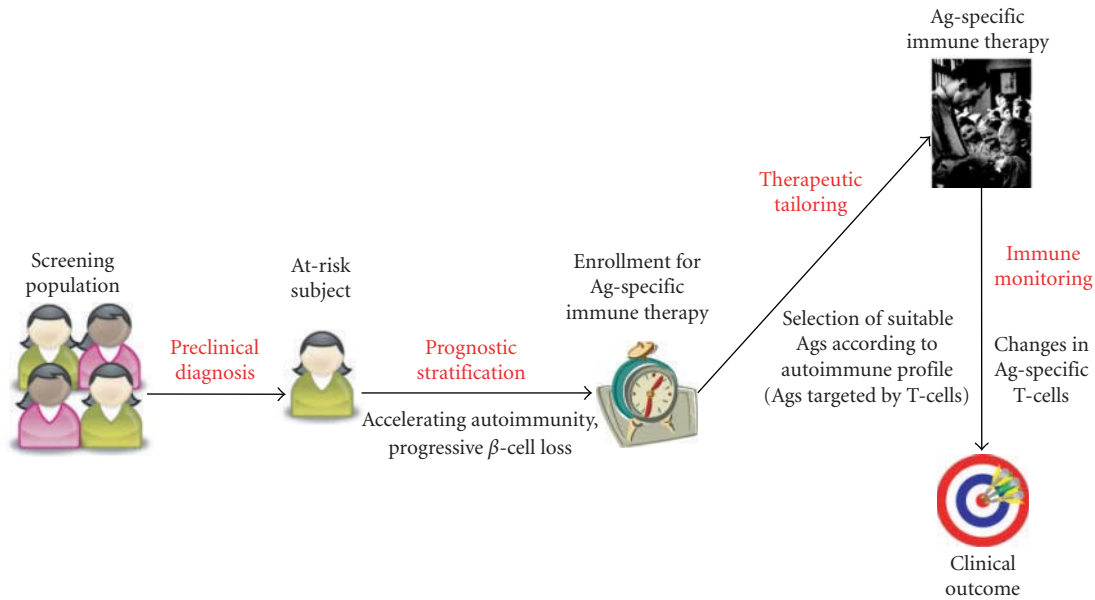 Screening
population
Preclinical
diagnosis
At-risk
subject
Prognostic
stratification
Accelerating autoimmunity,
progressive β-cell loss
Enrollment for
Ag-specific
immune therapy
Therapeutic
tailoring
Selection of suitable
Ags according to
autoimmune profile
(Ags targeted by T-cells)
Ag-specific
immune therapy
Immune
monitoring
Changes in
Ag-specific
T-cells
Clinical
outcome